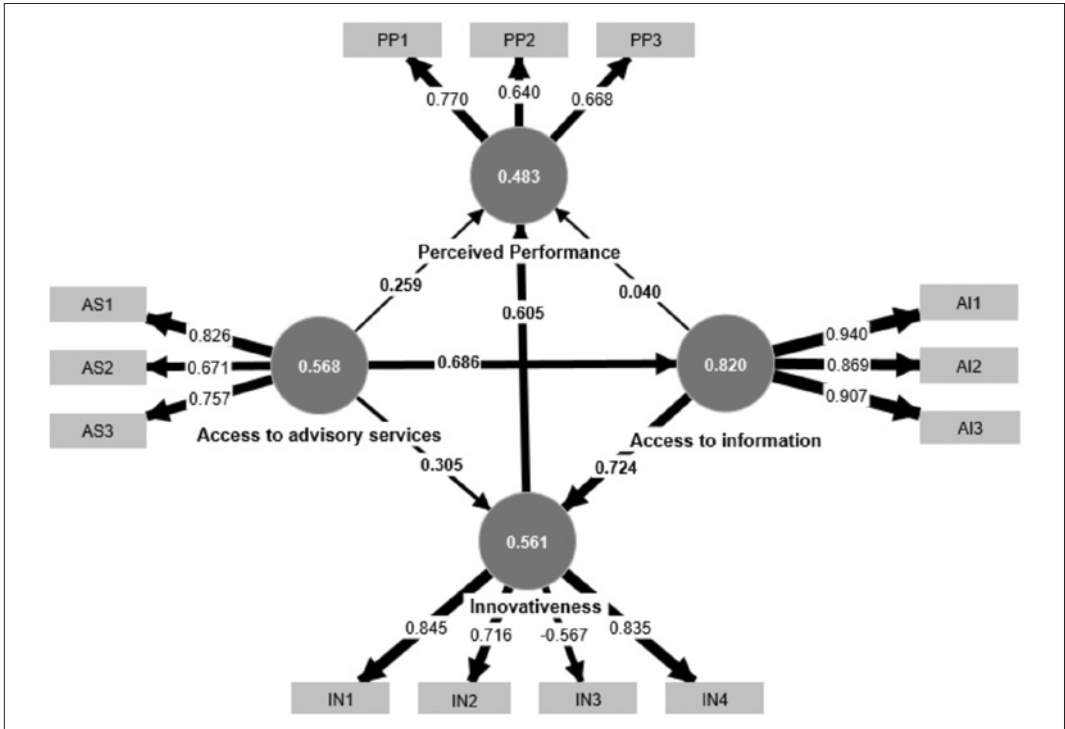 PP1 PP2 PP3
0.770 0.640 0.668
0.483
Perceived Performance
0.259 0.605 0.040
AS1
AS2
AS3
0.826
0.671
0.757
0.568
Access to advisory services
0.686
0.820
Access to information
0.940
0.869
0.907
AI1
AI2
AI3
0.305 0.724
0.561
Innovativeness
0.845 0.716 -0.567 0.835
IN1 IN2 IN3 IN4